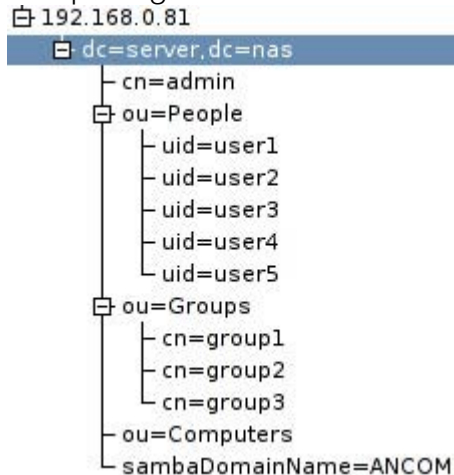 192.168.0.81
dc=server,dc=nas
cn=admin
ou=People
uid=user1
uid=user2
uid=user3
uid=user4
uid=user5
ou=Groups
cn=group1
cn=group2
cn=group3
ou=Computers
sambaDomainName=ANCOM